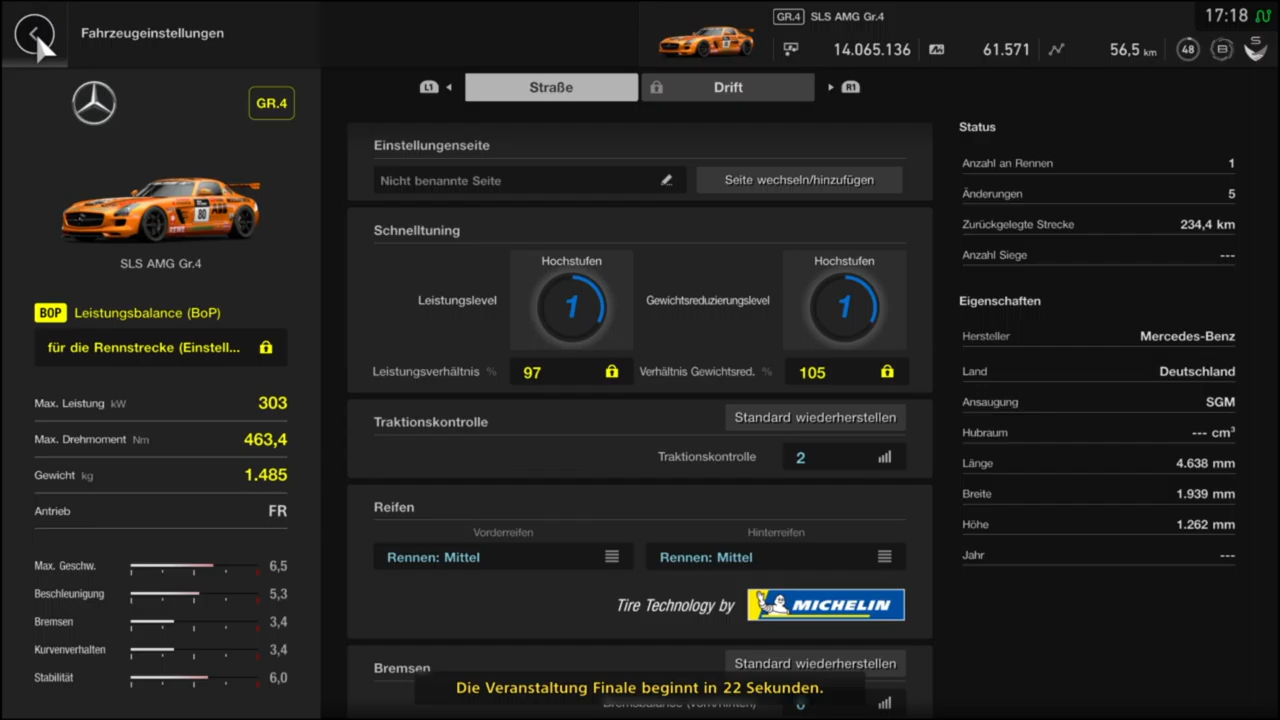 Fahrzeugeinstellungen
GR.4 SLS AMG Gr.4
17:18
14.065.136 61.571 56,5 km 48 B S
GR.4
80
SLS AMG Gr.4
BOP Leistungsbalance (BoP)
für die Rennstrecke (Einstell...
Max. Leistung kW 303
Max. Drehmoment Nm 463,4
Gewicht kg 1.485
Antrieb FR
Max. Geschw. 6,5
Beschleunigung 5,3
Bremsen 3,4
Kurvenverhalten 3,4
Stabilität 6,0
L1 Straße Drift R1
Einstellungenseite
Nicht benannte Seite Seite wechseln/hinzufügen
Schnelltuning
Hochstufen Hochstufen
Leistungslevel 1 Gewichtsreduzierungslevel 1
Leistungsverhältnis % 97 Verhältnis Gewichtsred. % 105
Traktionskontrolle Standard wiederherstellen
Traktionskontrolle 2
Reifen
Vorderreifen Hinterreifen
Rennen: Mittel Rennen: Mittel
Tire Technology by MICHELIN
Bremsen Standard wiederherstellen
Die Veranstaltung Finale beginnt in 22 Sekunden.
Bremsbalance (vorn/hinten)
Status
Anzahl an Rennen 1
Änderungen 5
Zurückgelegte Strecke 234,4 km
Anzahl Siege ---
Eigenschaften
Hersteller Mercedes-Benz
Land Deutschland
Ansaugung SGM
Hubraum --- cm³
Länge 4.638 mm
Breite 1.939 mm
Höhe 1.262 mm
Jahr ---